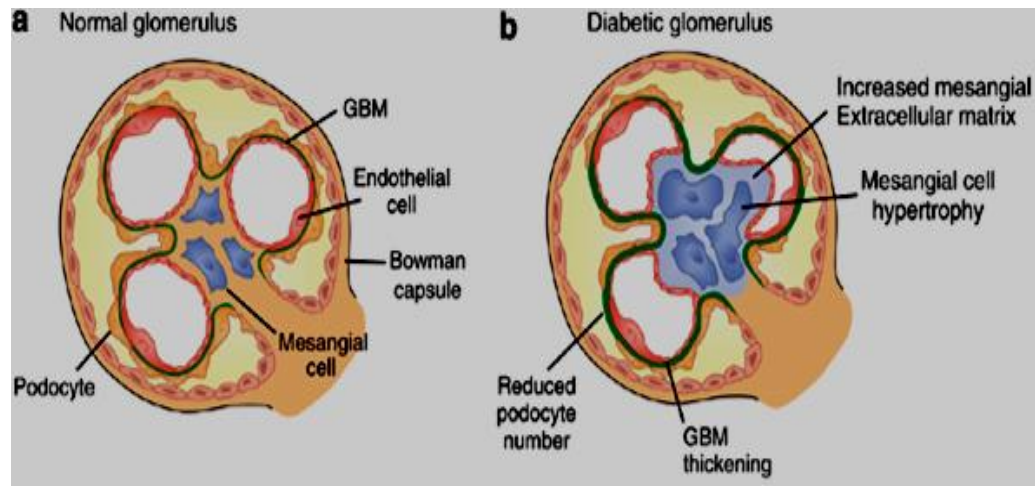 a Normal glomerulus
GBM
Endothelial
cell
Bowman
capsule
Mesangial
cell
Podocyte
b Diabetic glomerulus
Increased mesangial
Extracellular matrix
Mesangial cell
hypertrophy
Reduced
podocyte
number
GBM
thickening